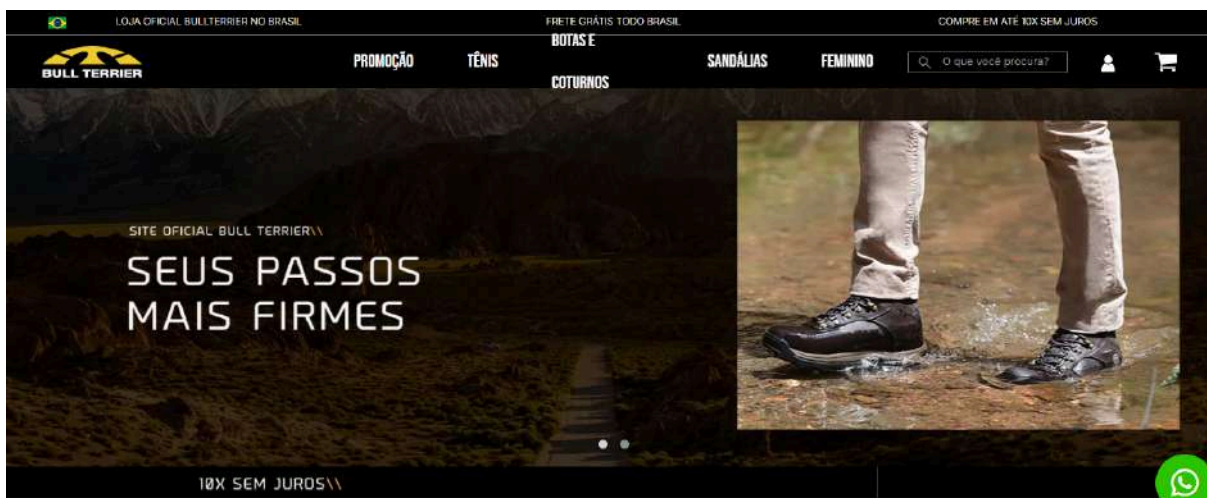 LOJA OFICIAL BULLTERRIER NO BRASIL
FRETE GRÁTIS TODO BRASIL
COMPRE EM ATÉ 10X SEM JUROS
BULL TERRIER
PROMOÇÃO
TÊNIS
BOTAS E
COTURNOS
SANDÁLIAS
FEMININO
O que você procura?
SITE OFICIAL BULL TERRIER\\
SEUS PASSOS
MAIS FIRMES
10X SEM JUROS\\